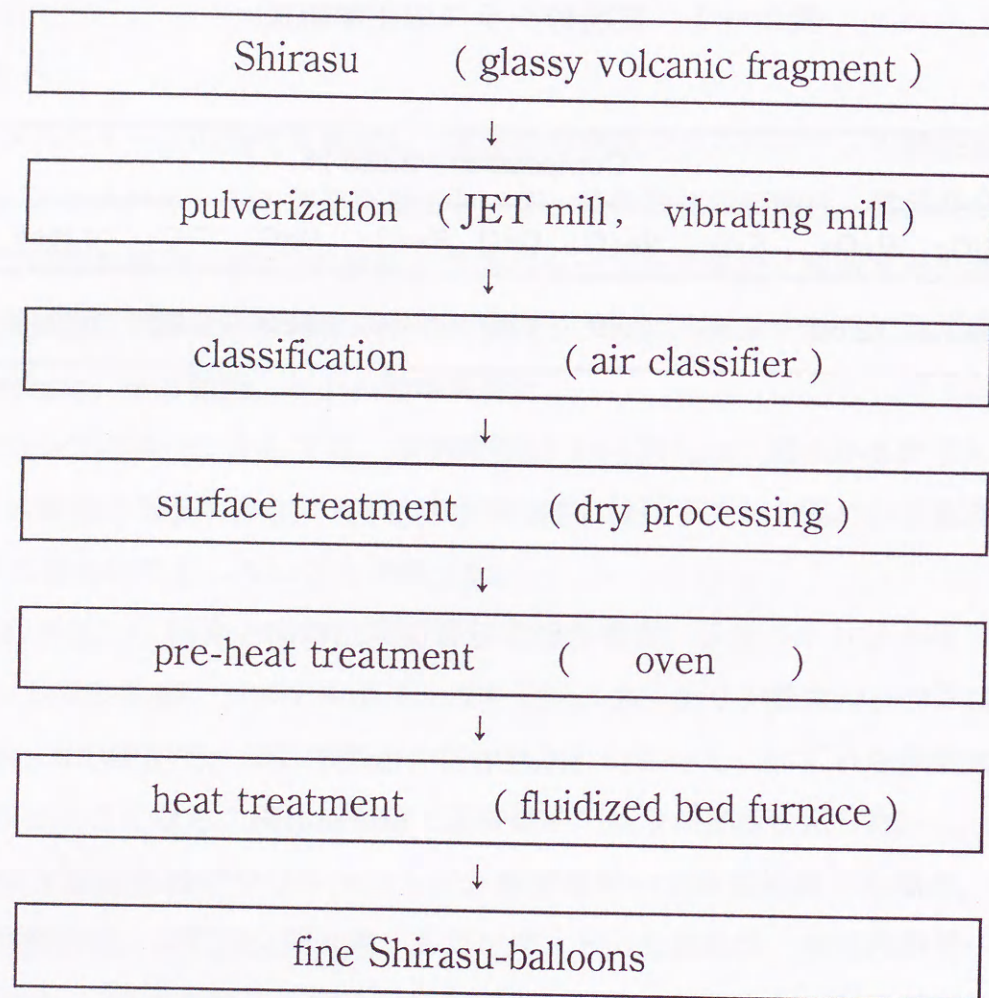 Shirasu ( glassy volcanic fragment )
↓
pulverization ( JET mill, vibrating mill )
↓
classification ( air classifier )
↓
surface treatment ( dry processing )
↓
pre-heat treatment ( oven )
↓
heat treatment ( fluidized bed furnace )
↓
fine Shirasu-balloons